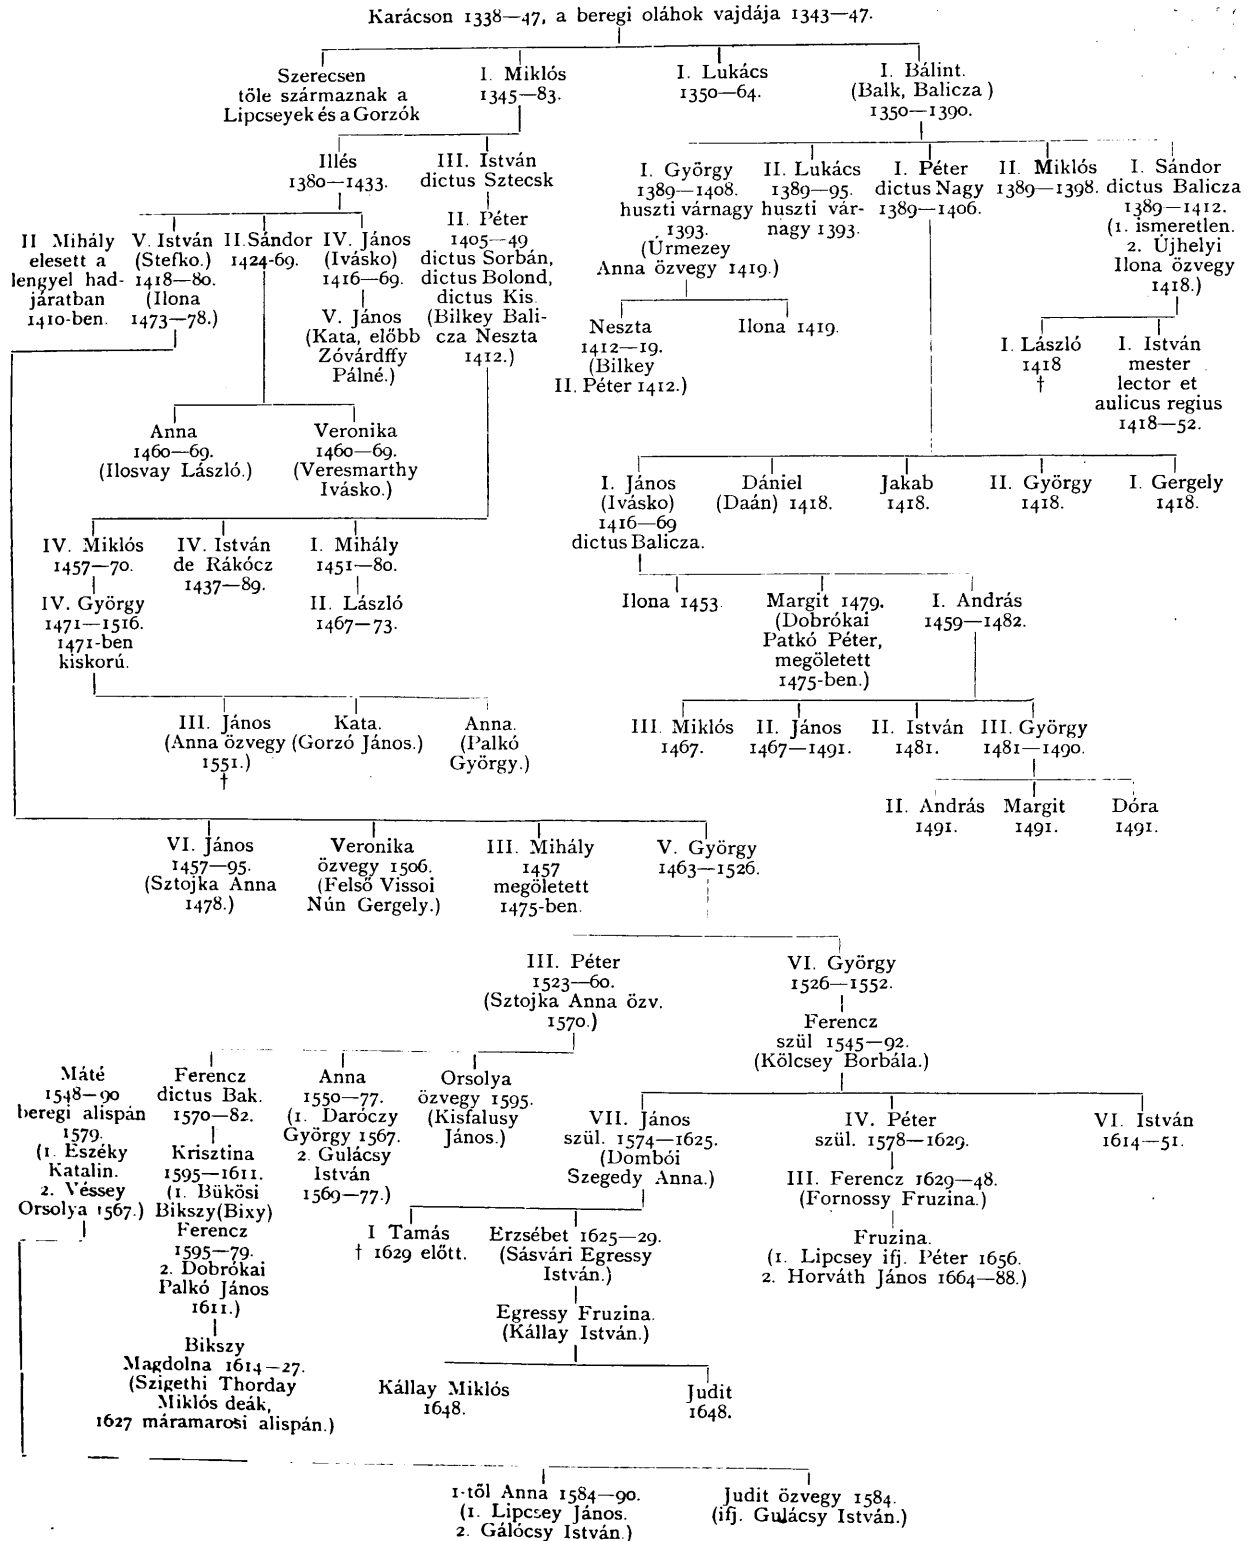 Karácson 1338—47, a beregi oláhok vajdája 1343—47.
Szerecsen
tőle származnak a
Lipcseyek és a Gorzók
I. Miklós
1345—83.
I. Lukács
1350—64.
I. Bálint.
(Balk, Balicza)
1350—1390.
Illés
1380—1433.
III. István
dictus Sztecsk
II. Péter
1405—49
dictus Sorbán,
dictus Bolond,
dictus Kis
(Bilkey Bali-
cza Neszta
1412.)
I. György
1389—1408.
huszti várnagy
1393.
(Úrmezey
Anna özvegy 1419.)
II. Lukács
1389—95.
huszti vár-
nagy 1393.
I. Péter
dictus Nagy
1389—1406.
II. Miklós
1389—1398.
I. Sándor
dictus Balicza
1389—1412.
(1. ismeretlen.
2. Újhelyi
Ilona özvegy
1418.)
II Mihály
elesett a
lengyel had-
járatban
1410-ben.
V. István
(Stefko.)
1418—80.
(Ilona
1473—78.)
II. Sándor
1424-69.
IV. János
(Ivásko)
1416—69.
V. János
(Kata, előbb
Zóvárdffy
Pálné.)
Neszta
1412—19.
(Bilkey
II. Péter 1412.)
Ilona 1419.
I. László
1418
†
I. István
mester
lector et
aulicus regius
1418—52.
Anna
1460—69.
(Ilosvay László.)
Veronika
1460—69.
(Veresmarthy
Ivásko.)
I. János
(Ivásko)
1416—69
dictus Balicza.
Dániel
(Daán) 1418.
Jakab
1418.
II. György
1418.
I. Gergely
1418.
IV. Miklós
1457—70.
IV. György
1471—1516.
1471-ben
kiskorú.
IV. István
de Rákócz
1437—89.
I. Mihály
1451—80.
II. László
1467—73.
Ilona 1453.
Margit 1479.
(Dobrókai
Patkó Péter,
megöletett
1475-ben.)
I. András
1459—1482.
III. János
(Anna özvegy
1551.)
†
Kata.
(Gorzó János.)
Anna.
(Palkó
György.)
III. Miklós
1467.
II. János
1467—1491.
II. István
1481.
III. György
1481—1490.
II. András
1491.
Margit
1491.
Dóra
1491.
VI. János
1457—95.
(Sztojka Anna
1478.)
Veronika
özvegy 1506.
(Felső Vissoi
Nún Gergely.)
III. Mihály
1457
megöletett
1475-ben.
V. György
1463—1526.
III. Péter
1523—60.
(Sztojka Anna özv.
1570.)
VI. György
1526—1552.
Ferencz
szül 1545—92.
(Kölcsey Borbála.)
Máté
1548—90
beregi alispán
1579.
(1. Eszéky
Katalin.
2. Véssey
Orsolya 1567.)
Ferencz
dictus Bak.
1570—82.
Krisztina
1595—1611.
(1. Bükösi
Bikszy(Bixy)
Ferencz
1595—79.
2. Dobrókai
Palkó János
1611.)
Bikszy
Magdolna 1614—27.
(Szigethi Thorday
Miklós deák,
1627 máramarosi alispán.)
Anna
1550—77.
(1. Daróczy
György 1567.
2. Gulácsy
István
1569—77.)
Orsolya
özvegy 1595.
(Kisfalusy
János.)
VII. János
szül. 1574—1625.
(Dombói
Szegedy Anna.)
IV. Péter
szül. 1578—1629.
III. Ferencz 1629—48.
(Fornossy Fruzina.)
Fruzina.
(1. Lipcsey ifj. Péter 1656.
2. Horváth János 1664—88.)
VI. István
1614—51.
I Tamás
† 1629 előtt.
Erzsébet 1625—29.
(Sásvári Egressy
István.)
Egressy Fruzina.
(Kállay István.)
Kállay Miklós
1648.
Judit
1648.
1-től Anna 1584—90.
(1. Lipcsey János.
2. Gálócsy István.)
Judit özvegy 1584.
(ifj. Gulácsy István.)